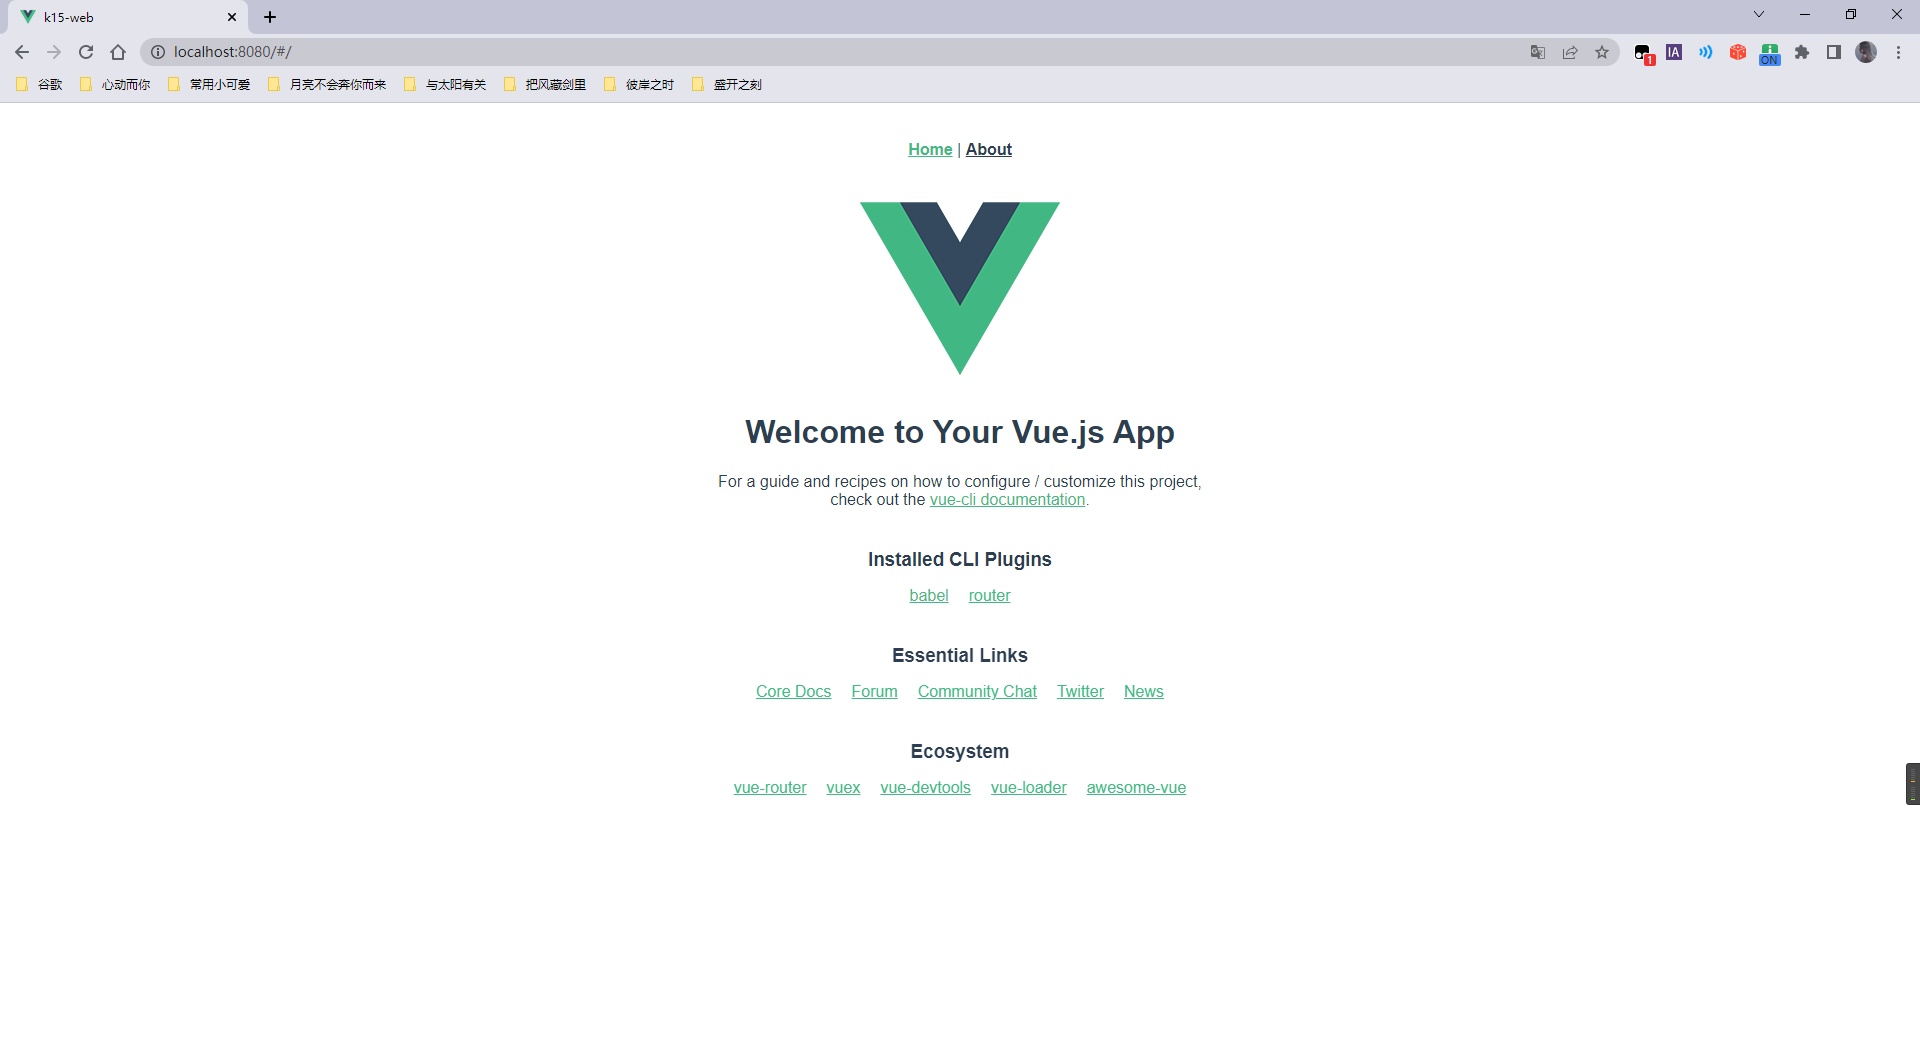 k15-web
localhost:8080/#/
1
IA
ON
谷歌 心动而你 常用小可爱 月亮不会奔你而来 与太阳有关 把风藏剑里 彼岸之时 盛开之刻
Home | About
Welcome to Your Vue.js App
For a guide and recipes on how to configure / customize this project,
check out the vue-cli documentation.
Installed CLI Plugins
babel router
Essential Links
Core Docs Forum Community Chat Twitter News
Ecosystem
vue-router vuex vue-devtools vue-loader awesome-vue